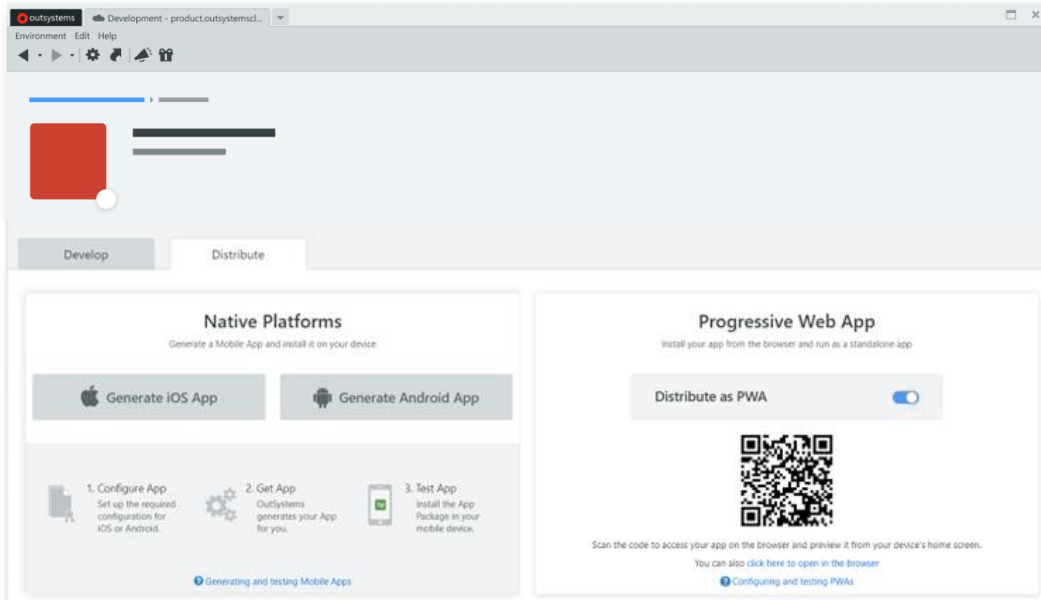 outsystems
Development - product.outsystemscl...
Environment Edit Help
Develop
Distribute
Native Platforms
Generate a Mobile App and install it on your device
Generate iOS App
Generate Android App
1. Configure App
Set up the required
configuration for
iOS or Android.
2. Get App
OutSystems
generates your App
for you.
3. Test App
Install the App
Package in your
mobile device.
Generating and testing Mobile Apps
Progressive Web App
Install your app from the browser and run as a standalone app
Distribute as PWA
Scan the code to access your app on the browser and preview it from your device's home screen.
You can also click here to open in the browser
Configuring and testing PWAs